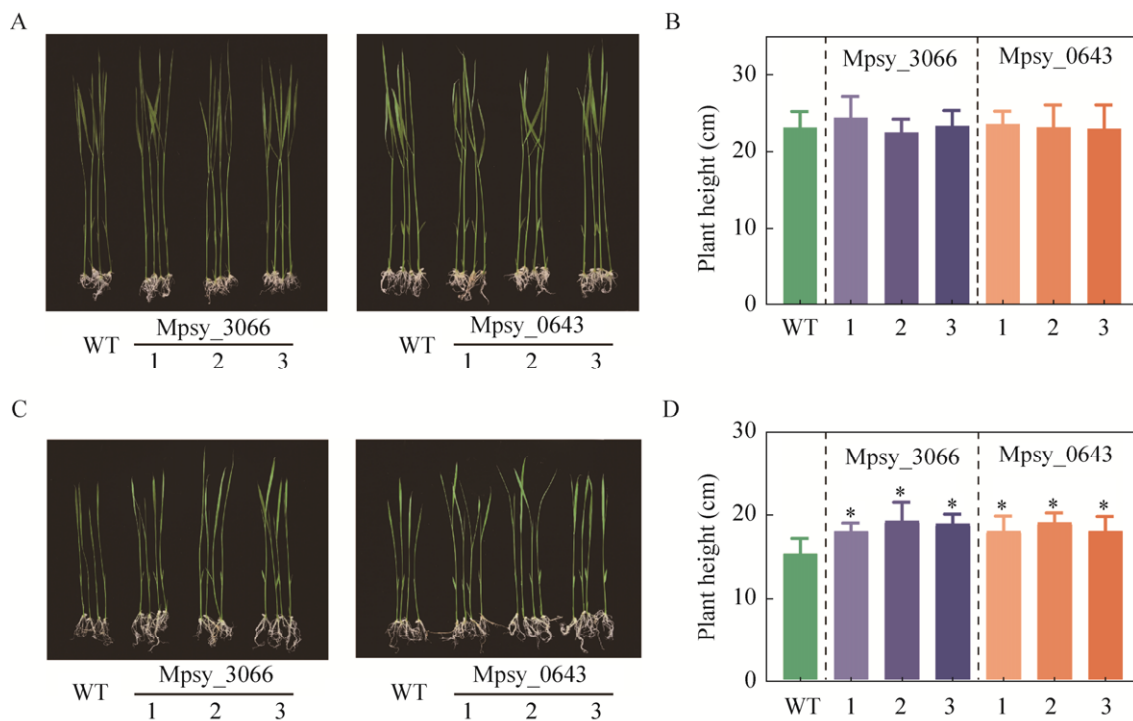 A
WT
Mpsy_3066
1 2 3
WT
Mpsy_0643
1 2 3
B
Plant height (cm)
30
20
10
0
Mpsy_3066
Mpsy_0643
WT 1 2 3 1 2 3
C
WT
Mpsy_3066
1 2 3
WT
Mpsy_0643
1 2 3
D
Plant height (cm)
30
20
10
0
Mpsy_3066
Mpsy_0643
* * * * * *
WT 1 2 3 1 2 3